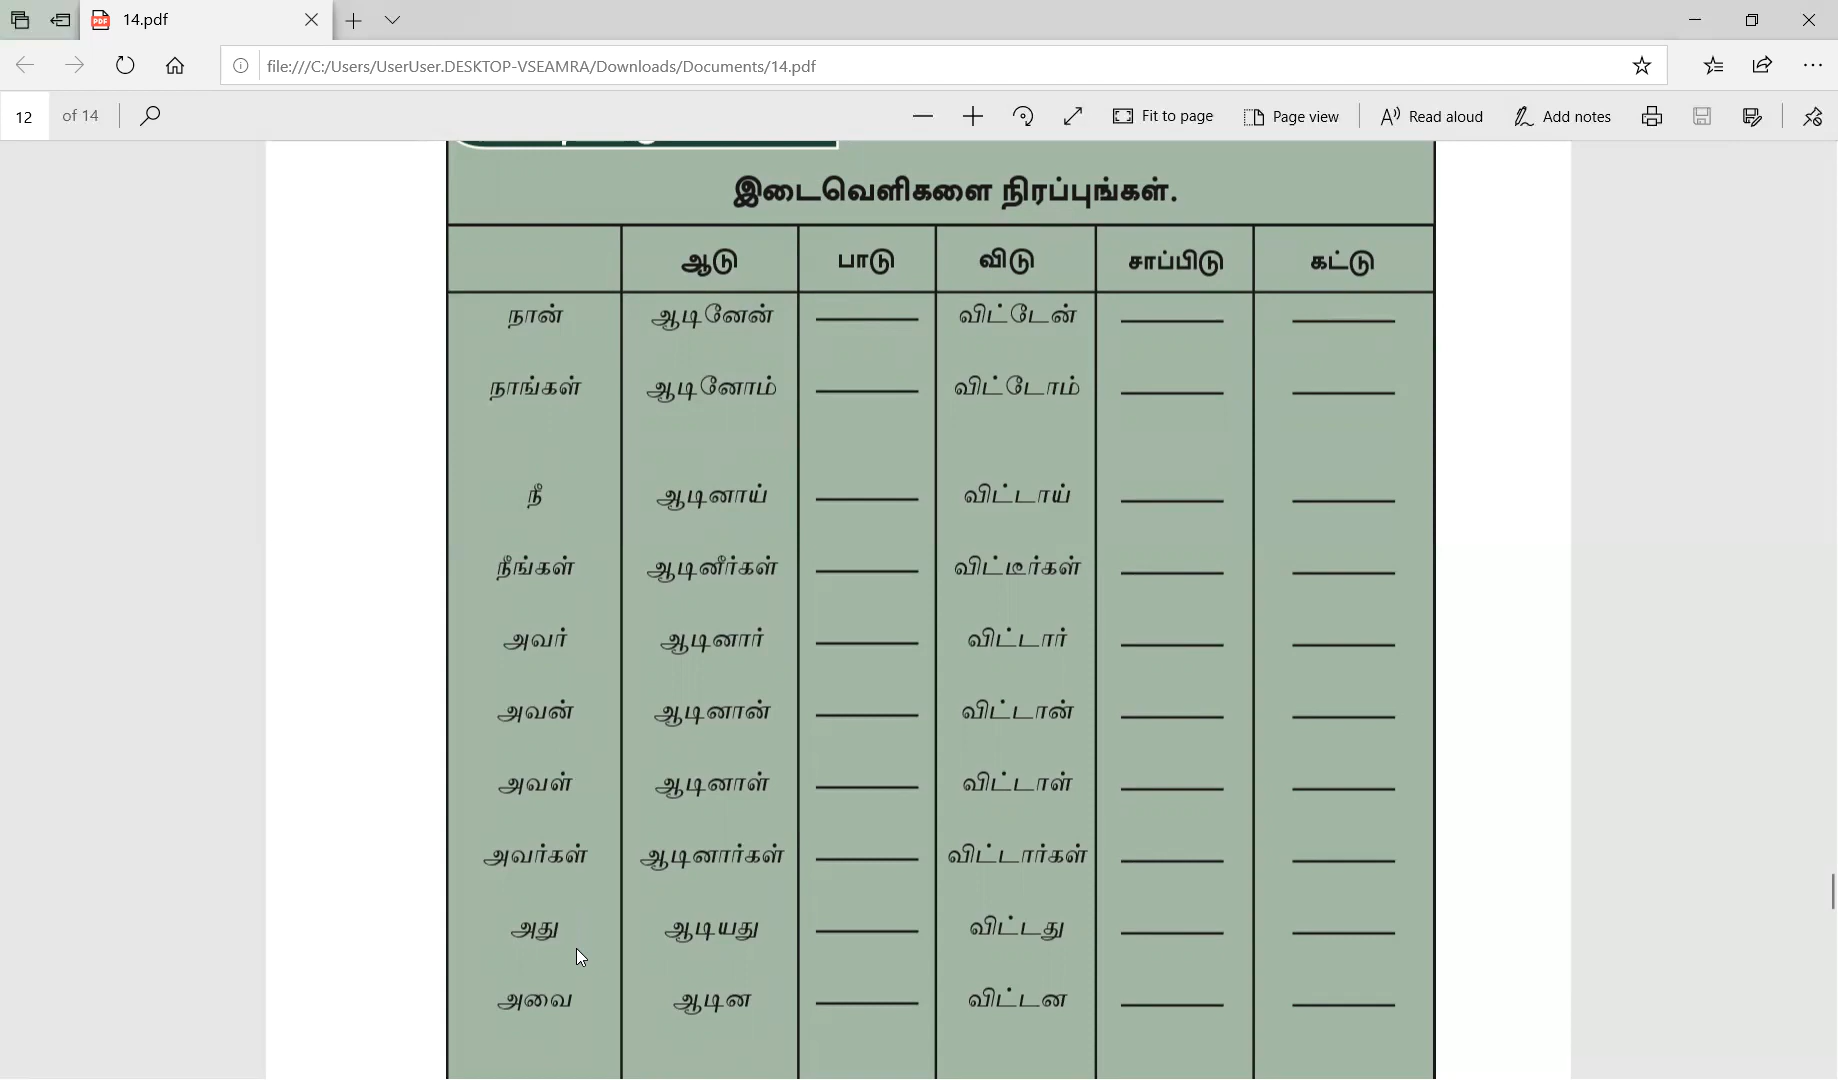 14.pdf
file:///C:/Users/UserUser.DESKTOP-VSEAMRA/Downloads/Documents/14.pdf
12 of 14 Fit to page Page view Read aloud Add notes
இடைவெளிகளை நிரப்புங்கள்.
ஆடு பாடு விடு சாப்பிடு கட்டு
நான் ஆடினேன் விட்டேன்
நாங்கள் ஆடினோம் விட்டோம்
நீ ஆடினாய் விட்டாய்
நீங்கள் ஆடினீர்கள் விட்டீர்கள்
அவர் ஆடினார் விட்டார்
அவன் ஆடினான் விட்டான்
அவள் ஆடினாள் விட்டாள்
அவர்கள் ஆடினார்கள் விட்டார்கள்
அது ஆடியது விட்டது
அவை ஆடின விட்டன